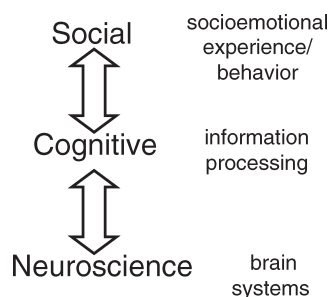 Social
socioemotional
experience/
behavior
Cognitive
information
processing
Neuroscience
brain
systems